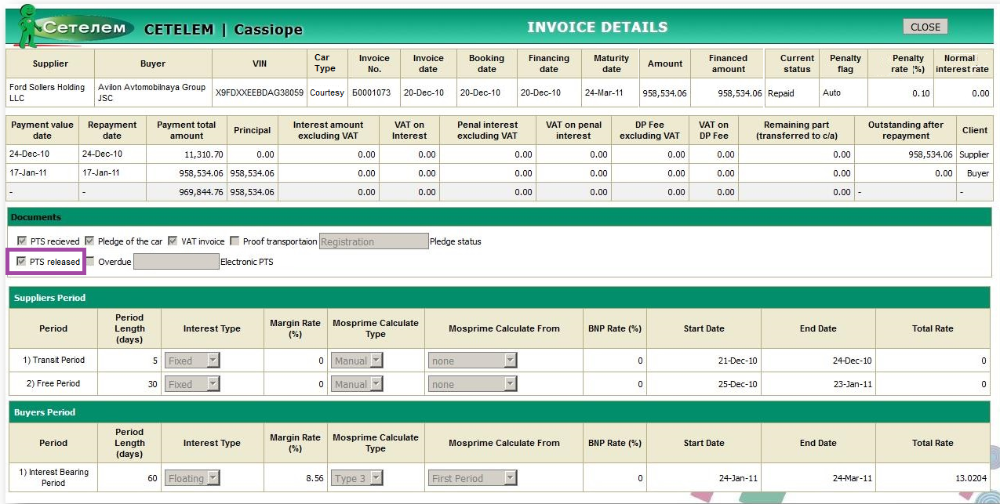 Сетелем CETELEM | Cassiope INVOICE DETAILS CLOSE
Supplier Buyer VIN Car Type Invoice No. Invoice date Booking date Financing date Maturity date Amount Financed amount Current status Penalty flag Penalty rate (%) Normal interest rate
Ford Sollers Holding LLC Avilon Avtomobilnaya Group JSC X9FDXXEEBDAG38059 Courtesy Б0001073 20-Dec-10 20-Dec-10 20-Dec-10 24-Mar-11 958,534.06 958,534.06 Repaid Auto 0.10 0.00
Payment value date Repayment date Payment total amount Principal Interest amount excluding VAT VAT on Interest Penal interest excluding VAT VAT on penal interest DP Fee excluding VAT VAT on DP Fee Remaining part (transferred to c/a) Outstanding after repayment Client
24-Dec-10 24-Dec-10 11,310.70 0.00 0.00 0.00 0.00 0.00 0.00 0.00 0.00 958,534.06 Supplier
17-Jan-11 17-Jan-11 958,534.06 958,534.06 0.00 0.00 0.00 0.00 0.00 0.00 0.00 0.00 Buyer
- - 969,844.76 958,534.06 0.00 0.00 0.00 0.00 0.00 0.00 0.00 - -
Documents
PTS recieved Pledge of the car VAT invoice Proof transportaion Registration Pledge status
PTS released Overdue Electronic PTS
Suppliers Period
Period Period Length (days) Interest Type Margin Rate (%) Mosprime Calculate Type Mosprime Calculate From BNP Rate (%) Start Date End Date Total Rate
1) Transit Period 5 Fixed 0 Manual none 0 21-Dec-10 24-Dec-10 0
2) Free Period 30 Fixed 0 Manual none 0 25-Dec-10 23-Jan-11 0
Buyers Period
Period Period Length (days) Interest Type Margin Rate (%) Mosprime Calculate Type Mosprime Calculate From BNP Rate (%) Start Date End Date Total Rate
1) Interest Bearing Period 60 Floating 8.56 Type 3 First Period 0 24-Jan-11 24-Mar-11 13.0204